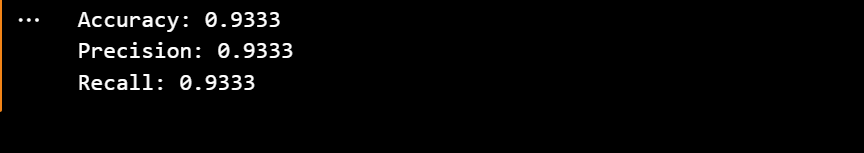 ... Accuracy: 0.9333
Precision: 0.9333
Recall: 0.9333